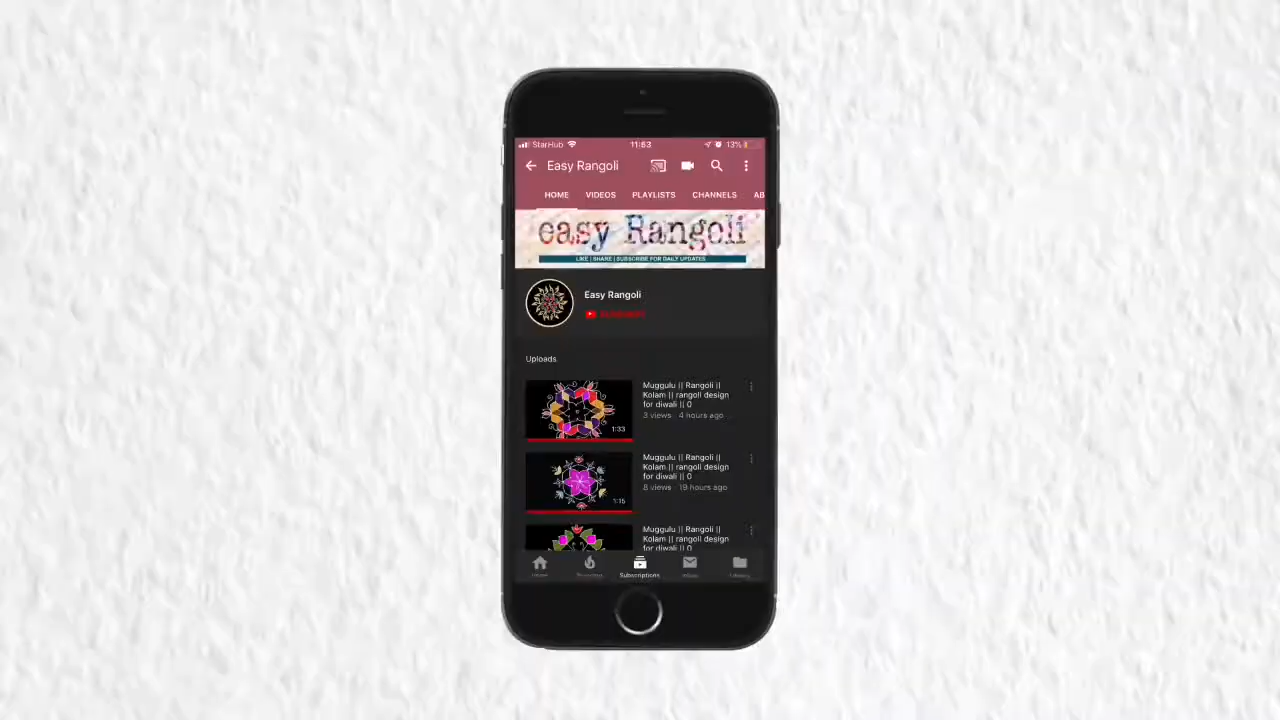 StarHub 11:53 13%
Easy Rangoli
HOME VIDEOS PLAYLISTS CHANNELS AB
easy Rangoli
LIKE | SHARE | SUBSCRIBE FOR DAILY UPDATES
Easy Rangoli
Uploads
Muggulu || Rangoli ||
Kolam || rangoli design
for diwali || 0
3 views · 4 hours ago
1:33
Muggulu || Rangoli ||
Kolam || rangoli design
for diwali || 0
8 views · 19 hours ago
1:15
Muggulu || Rangoli ||
Kolam || rangoli design
for diwali || 0
Subscriptions